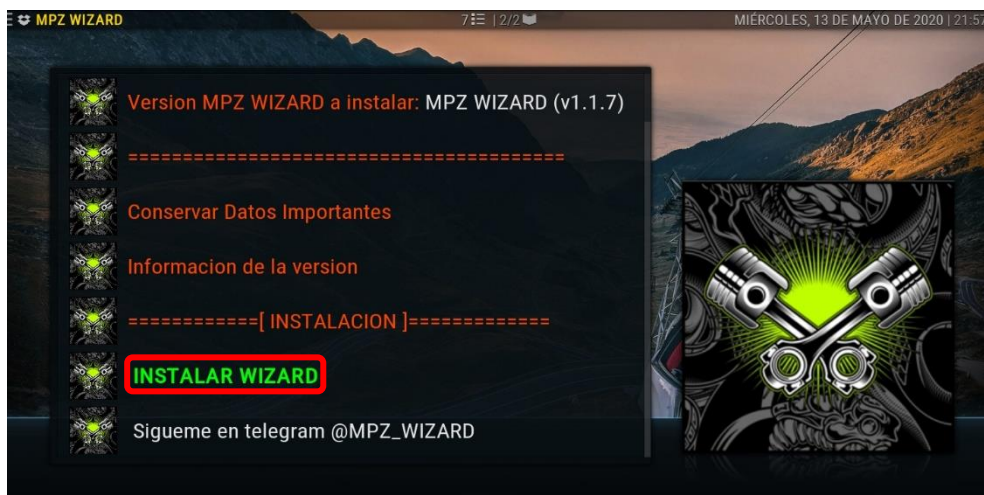 MPZ WIZARD
7 | 2/2
MIÉRCOLES, 13 DE MAYO DE 2020 | 21:57
Version MPZ WIZARD a instalar: MPZ WIZARD (v1.1.7)
========================================
Conservar Datos Importantes
Informacion de la version
============[ INSTALACION ]=============
INSTALAR WIZARD
Sigueme en telegram @MPZ_WIZARD